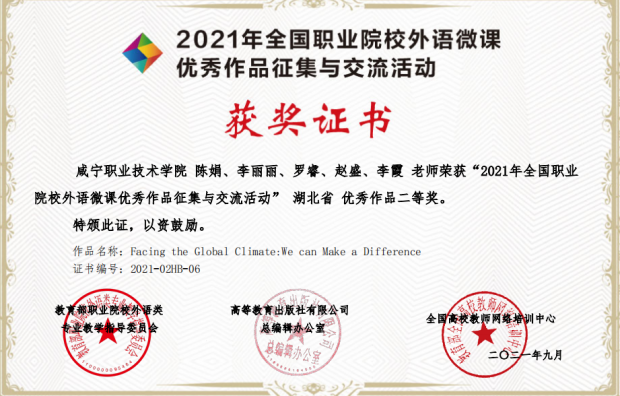 2021年全国职业院校外语微课
优秀作品征集与交流活动
获奖证书
咸宁职业技术学院 陈娟、李丽丽、罗睿、赵盛、李霞 老师荣获“2021年全国职业
院校外语微课优秀作品征集与交流活动” 湖北省 优秀作品二等奖。
特颁此证，以资鼓励。
作品名称：Facing the Global Climate:We can Make a Difference
证书编号：2021-02HB-06
教育部职业院校外语类 高等教育出版社有限公司
专业教学指导委员会 总编辑办公室 全国高校教师网络培训中心
总编辑办公室
二〇二一年九月